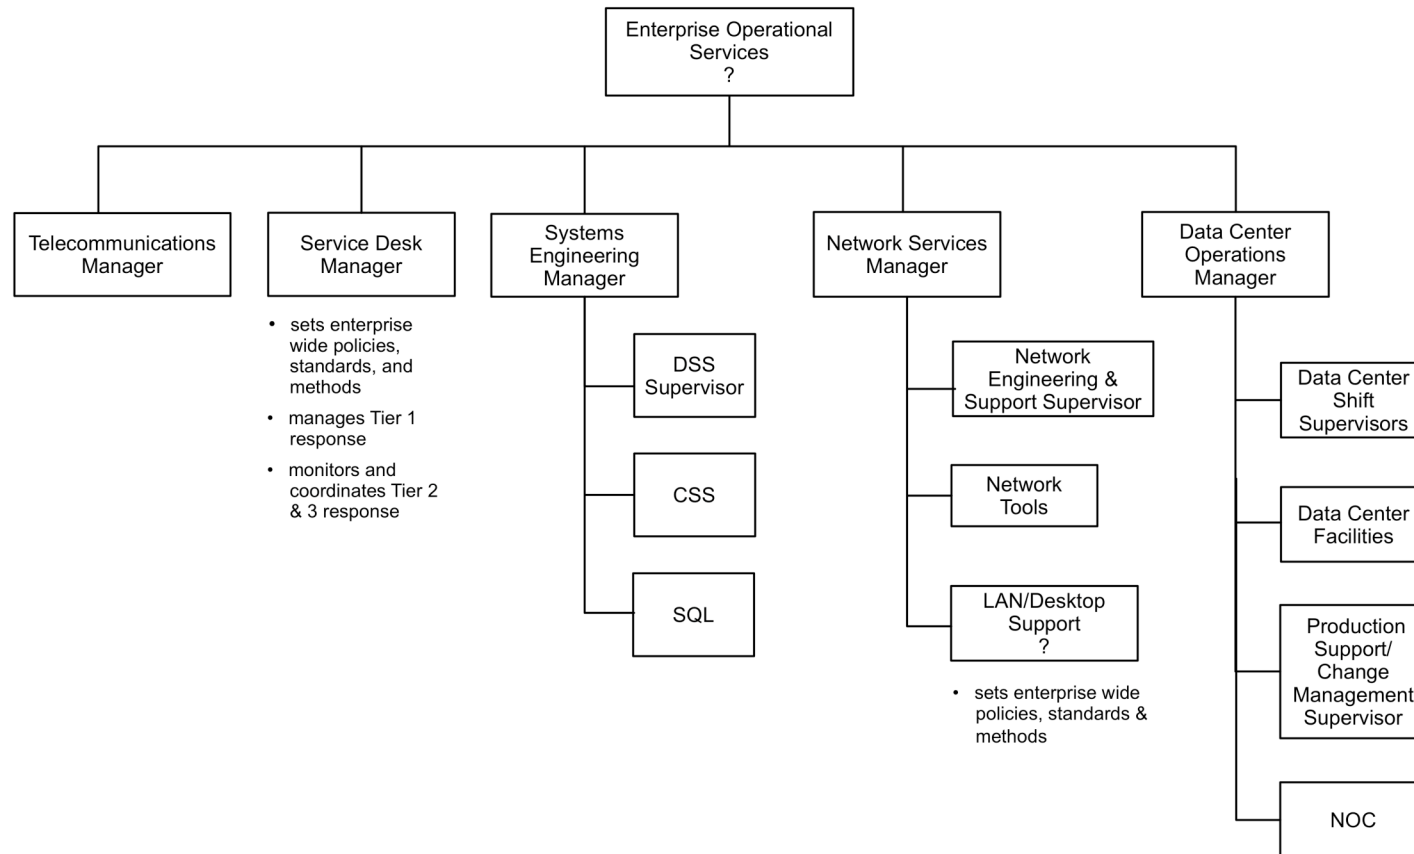 Enterprise Operational
Services
?
Telecommunications
Manager
Service Desk
Manager
Systems
Engineering
Manager
Network Services
Manager
Data Center
Operations
Manager
• sets enterprise
wide policies,
standards, and
methods
• manages Tier 1
response
• monitors and
coordinates Tier 2
& 3 response
DSS
Supervisor
CSS
SQL
Network
Engineering &
Support Supervisor
Network
Tools
LAN/Desktop
Support
?
• sets enterprise wide
policies, standards &
methods
Data Center
Shift
Supervisors
Data Center
Facilities
Production
Support/
Change
Management
Supervisor
NOC